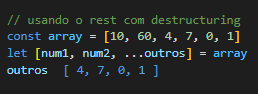 // usando o rest com destructuring
const array = [10, 60, 4, 7, 0, 1]
let [num1, num2, ...outros] = array
outros [ 4, 7, 0, 1 ]